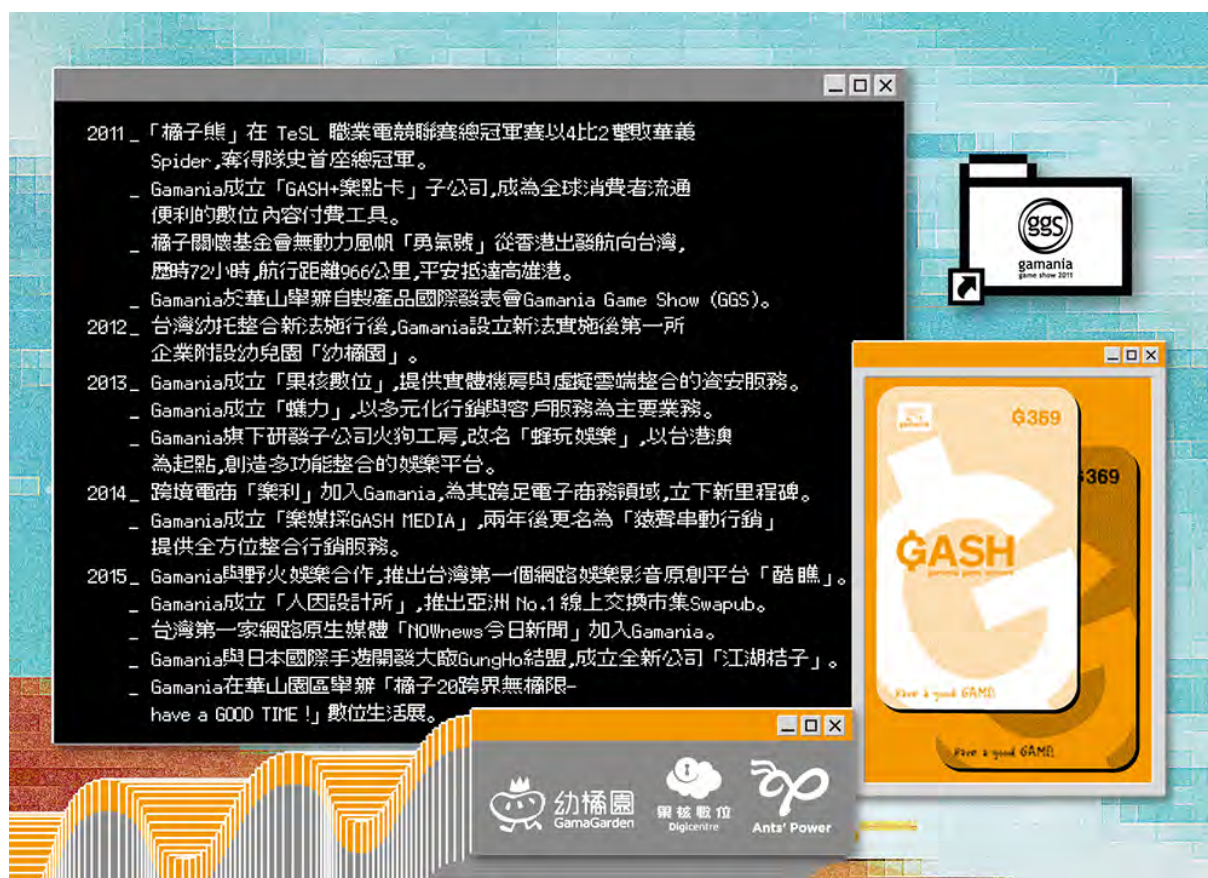 2011_「橘子熊」在 TeSL 職業電競聯賽總冠軍賽以4比2擊敗華義
Spider,奪得隊史首座總冠軍。
_ Gamania成立「GASH+樂點卡」子公司,成為全球消費者流通
便利的數位內容付費工具。
_ 橘子關懷基金會無動力風帆「勇氣號」從香港出發航向台灣,
歷時72小時,航行距離966公里,平安抵達高雄港。
_ Gamania於華山舉辦自製產品國際發表會Gamania Game Show (GGS)。
2012_ 台灣幼托整合新法施行後,Gamania設立新法實施後第一所
企業附設幼兒園「幼橘園」。
2013_ Gamania成立「果核數位」,提供實體機房與虛擬雲端整合的資安服務。
_ Gamania成立「蟻力」,以多元化行銷與客戶服務為主要業務。
_ Gamania旗下研發子公司火狗工房,改名「蜂玩娛樂」,以台港澳
為起點,創造多功能整合的娛樂平台。
2014_ 跨境電商「樂利」加入Gamania,為其跨足電子商務領域,立下新里程碑。
_ Gamania成立「樂媒採GASH MEDIA」,兩年後更名為「猿聲串動行銷」
提供全方位整合行銷服務。
2015_ Gamania與野火娛樂合作,推出台灣第一個網路娛樂影音原創平台「酷瞧」。
_ Gamania成立「人因設計所」,推出亞洲 No.1 線上交換市集Swapub。
_ 台灣第一家網路原生媒體「NOWnews今日新聞」加入Gamania。
_ Gamania與日本國際手遊開發大廠GungHo結盟,成立全新公司「江湖桔子」。
_ Gamania在華山園區舉辦「橘子20跨界無橘限-
have a GOOD TIME !」數位生活展。
ggs
gamania
game show 2011
369
369
GASH
Have a good GAME!
Have a good GAME!
幼橘園
GamaGarden
果核數位
Digicentre
Ants' Power